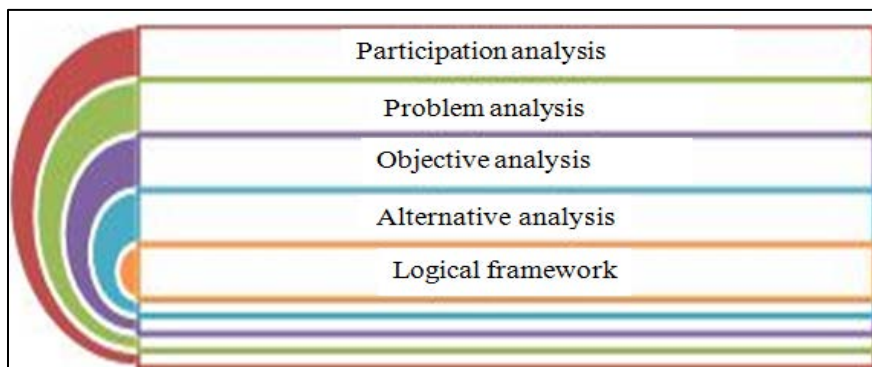 Participation analysis
Problem analysis
Objective analysis
Alternative analysis
Logical framework